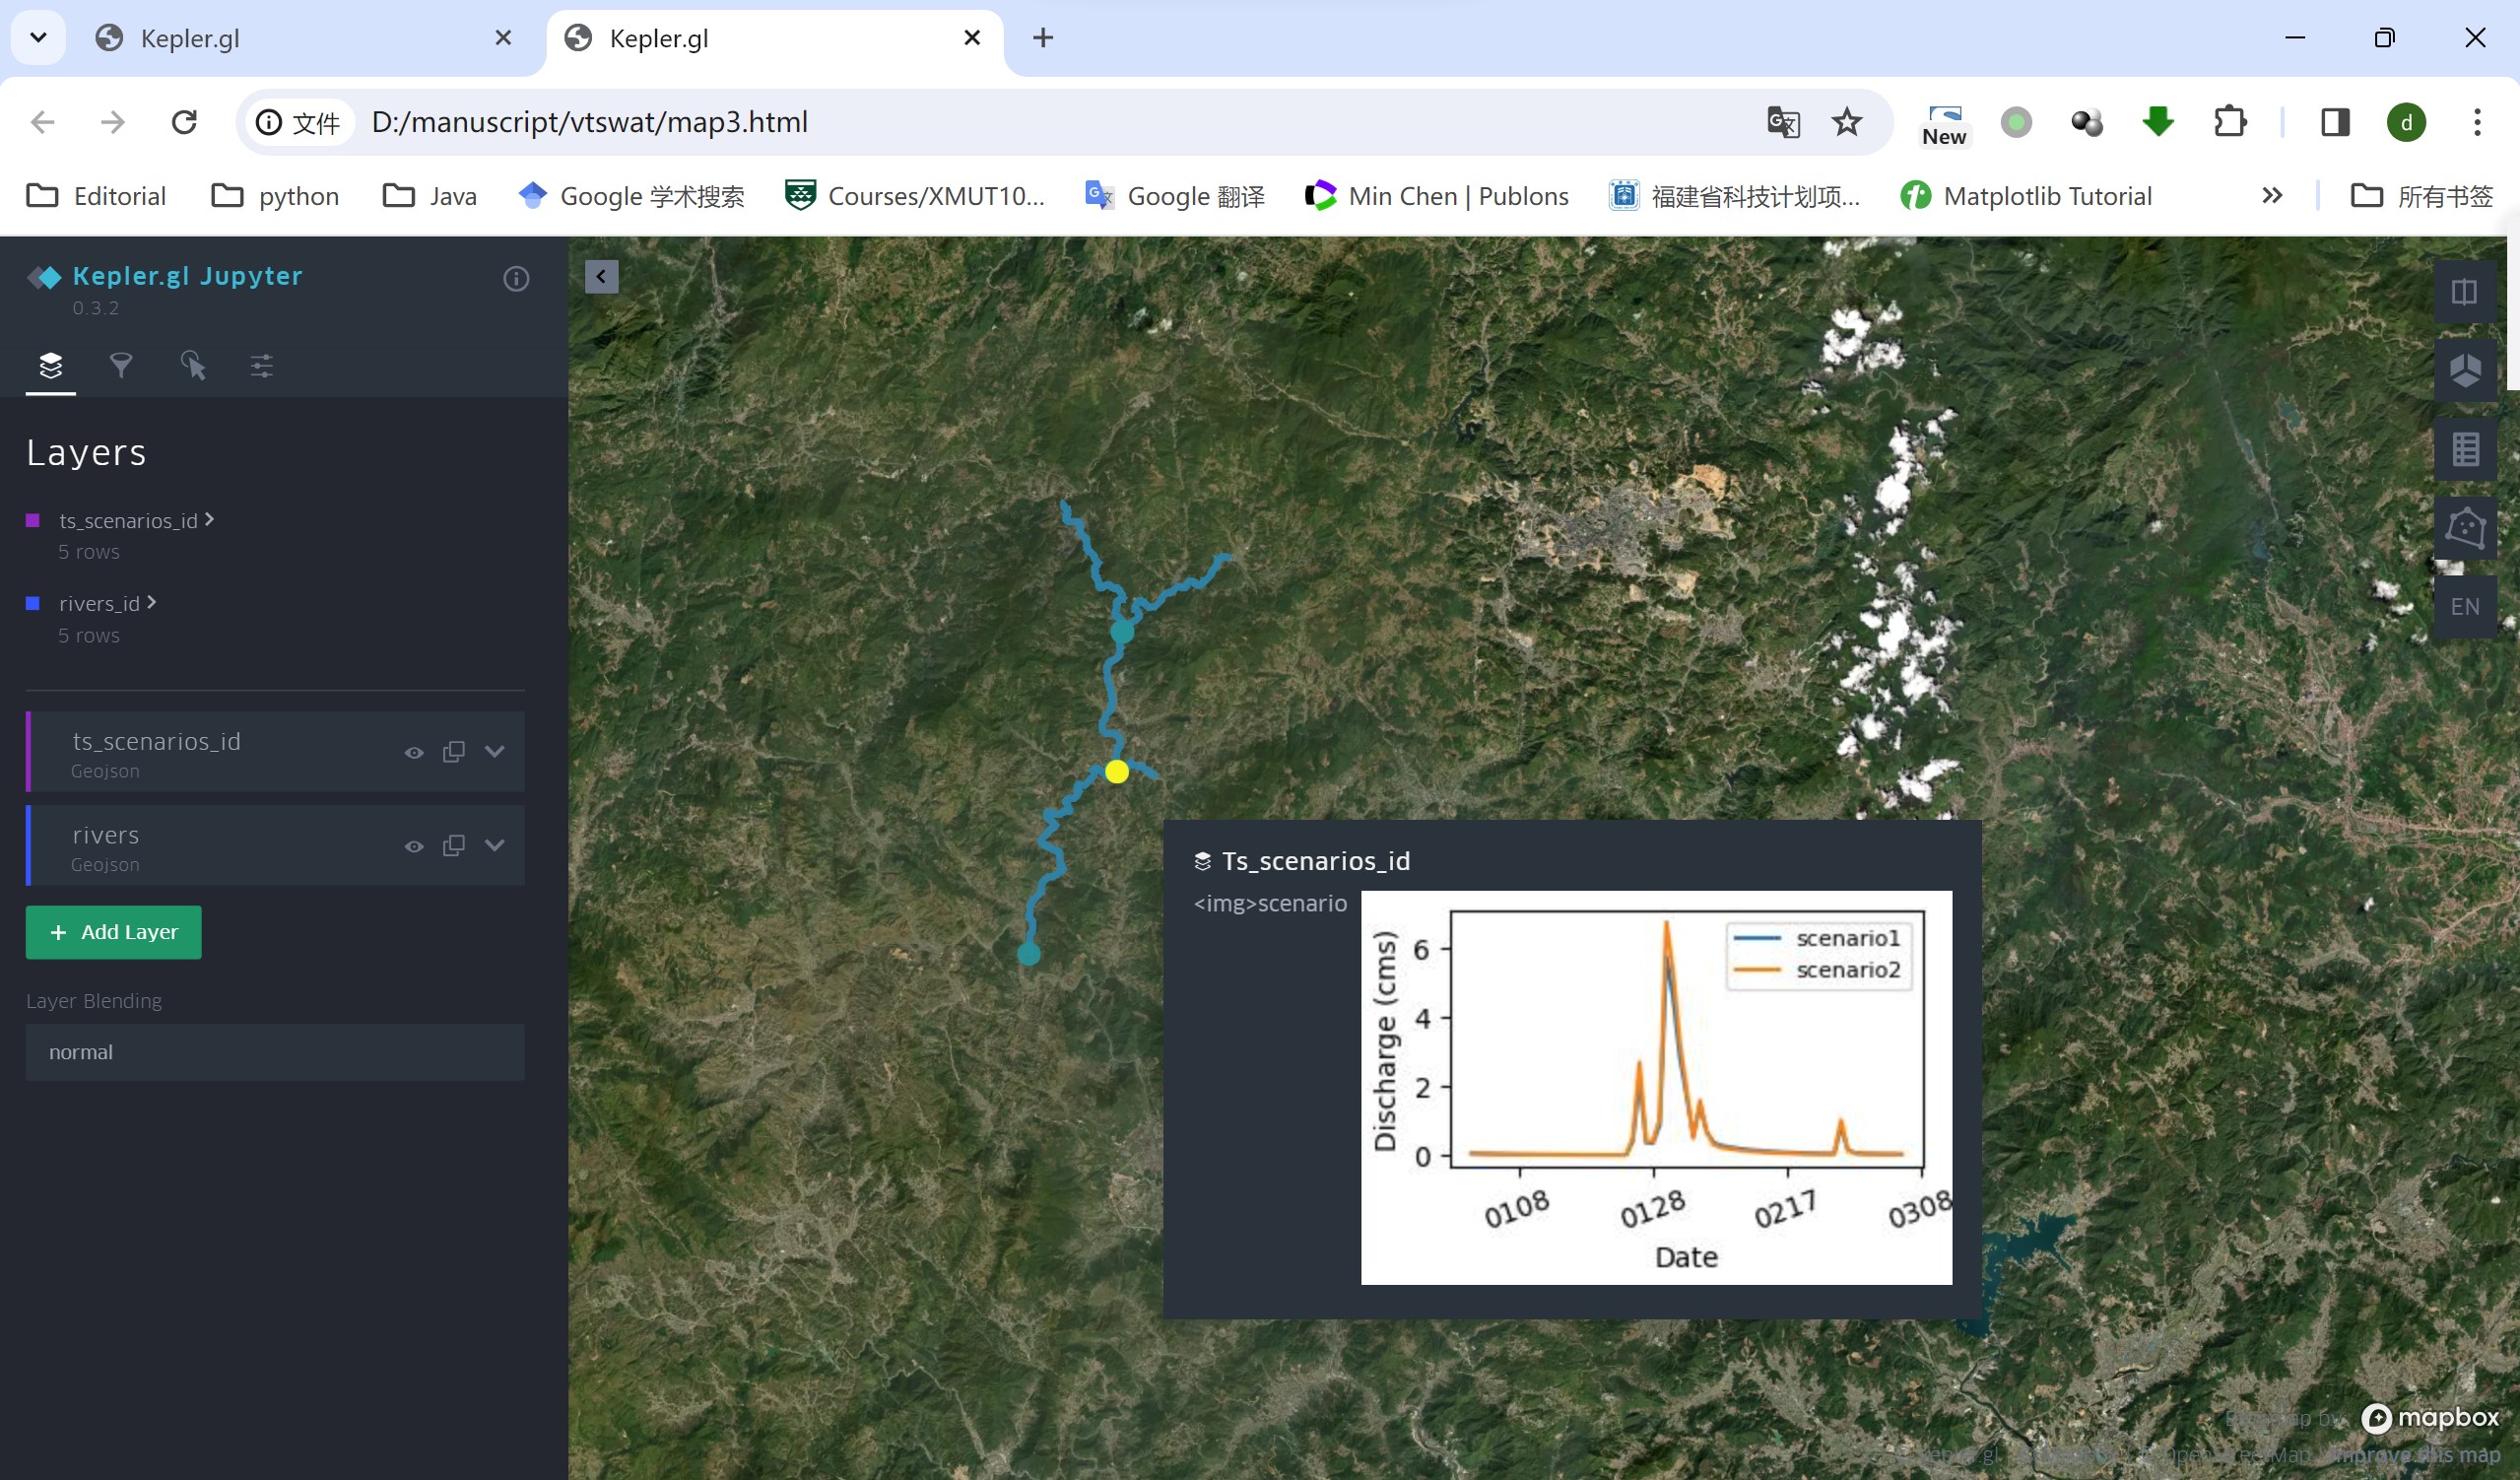 Kepler.gl
Kepler.gl
文件 D:/manuscript/vtswat/map3.html
New
d
Editorial
python
Java
Google 学术搜索
Courses/XMUT10...
Google 翻译
Min Chen | Publons
福建省科技计划项...
Matplotlib Tutorial
所有书签
Kepler.gl Jupyter
0.3.2
Layers
ts_scenarios_id
5 rows
rivers_id
5 rows
ts_scenarios_id
Geojson
rivers
Geojson
+ Add Layer
Layer Blending
normal
EN
Ts_scenarios_id
<img>scenario
scenario1
scenario2
Discharge (cms)
6
4
2
0
0108
0128
0217
0308
Date
mapbox
Improve this map